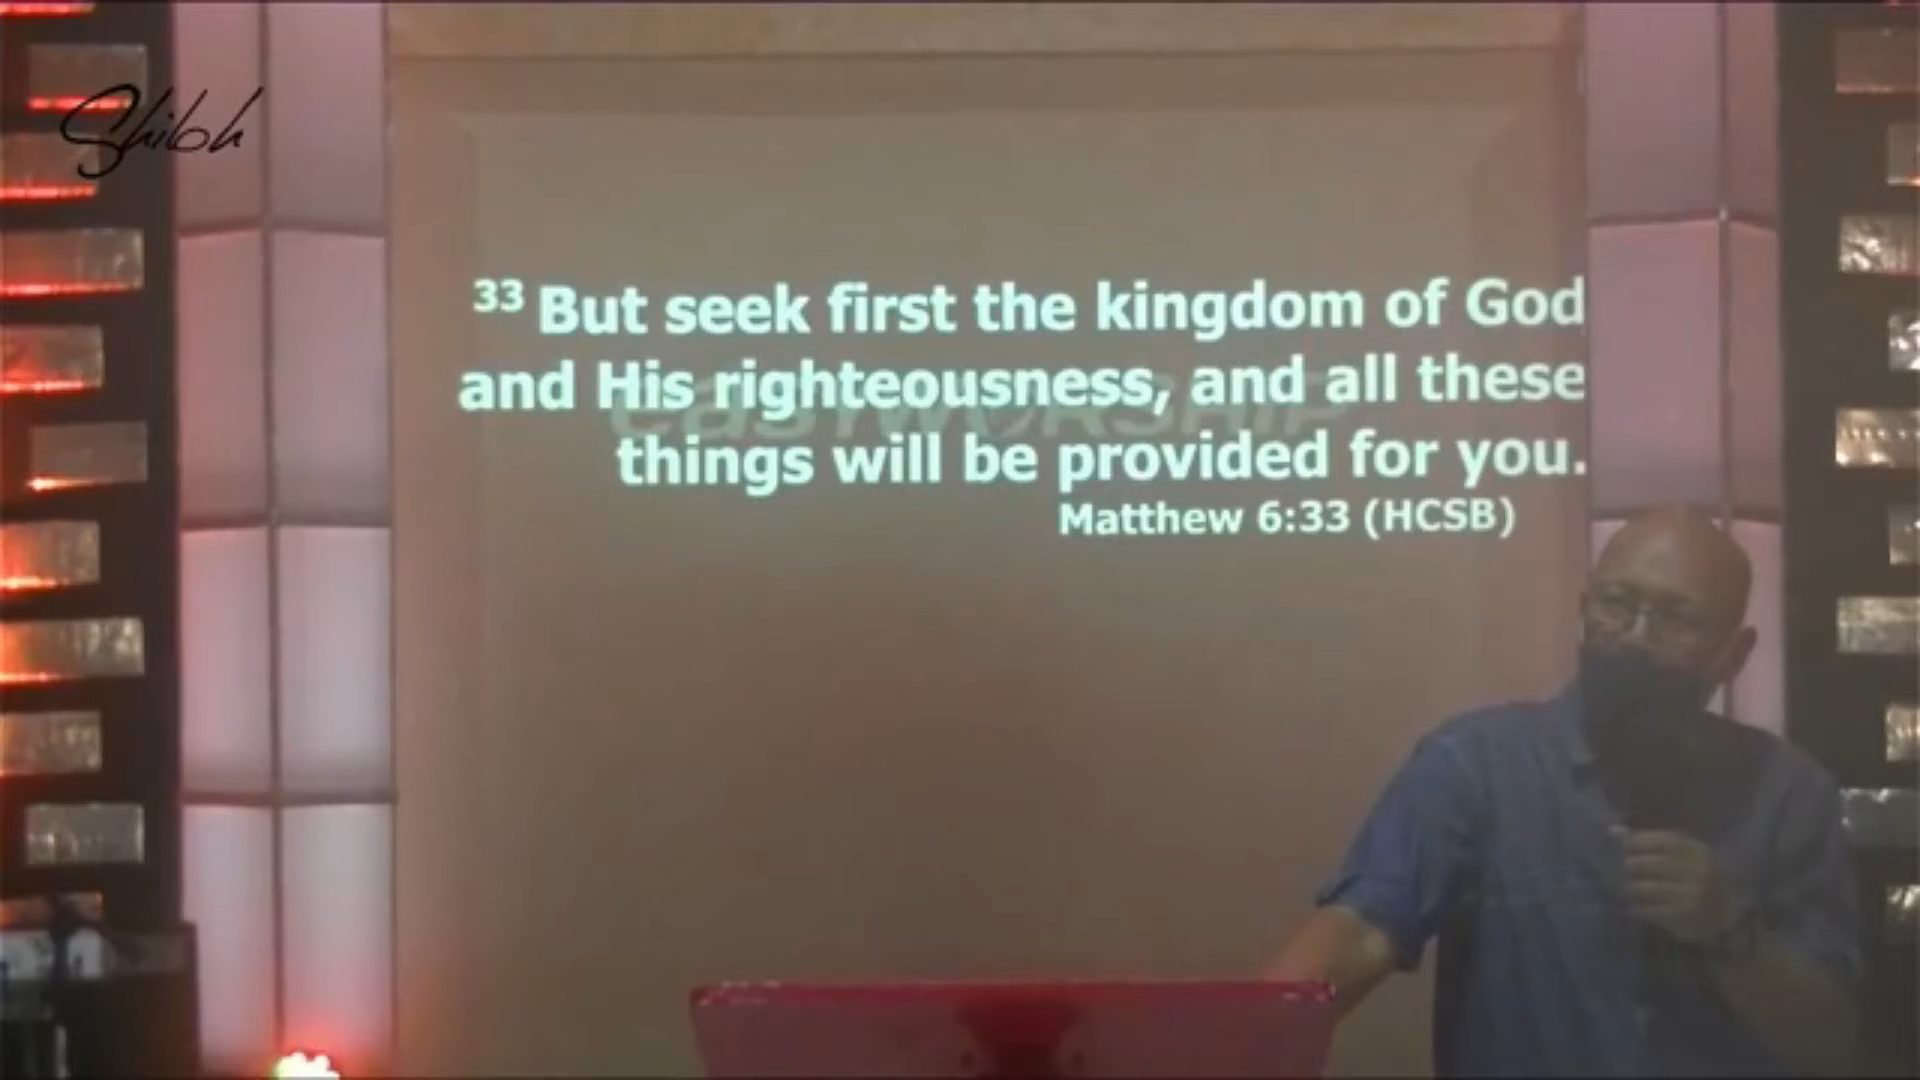 Shiloh
33 But seek first the kingdom of God
and His righteousness, and all these
things will be provided for you.
Matthew 6:33 (HCSB)
easyWORSHIP